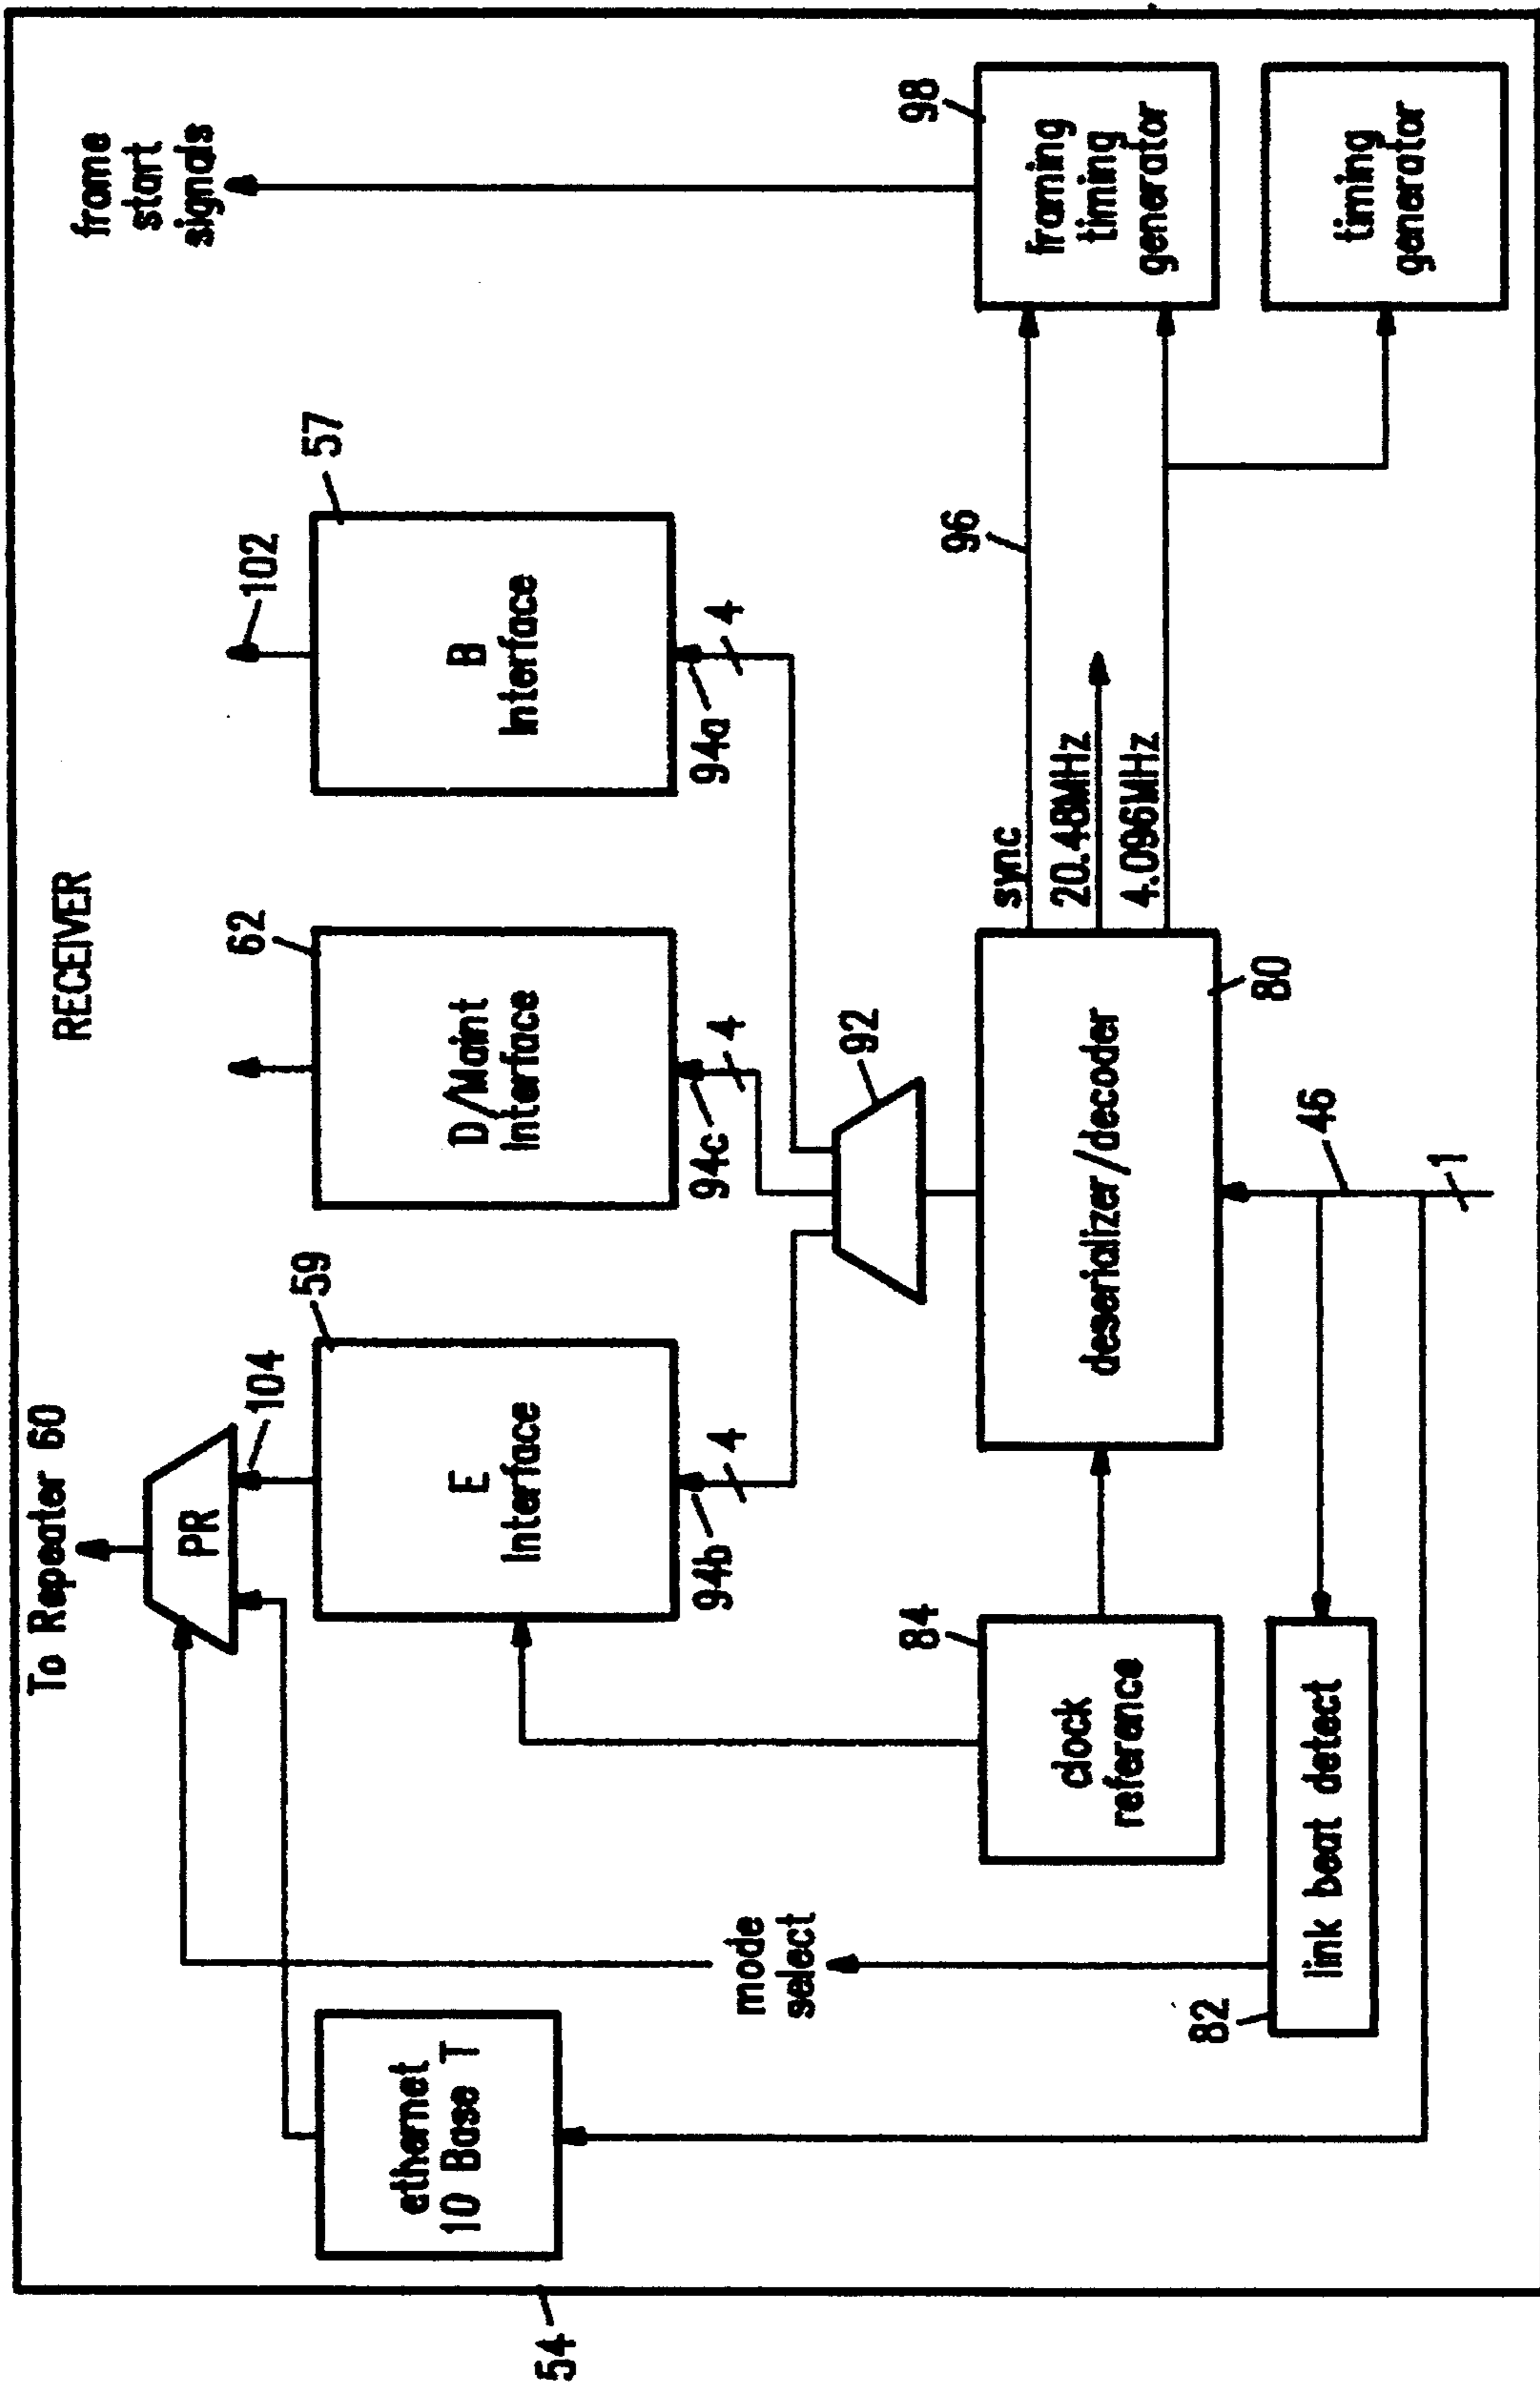 RECEIVER
To Repeater 60
frame
start
signals
PR
104
102
59
62
57
ethernet
10 Base T
E
Interface
D/Maint
Interface
B
Interface
54
94b
4
94c
4
94a
4
mode
select
92
84
clock
reference
deserializer/decoder
80
sync
20.48MHz
4.096MHz
96
98
framing
timing
generator
82
link beat detect
46
1
timing
generator